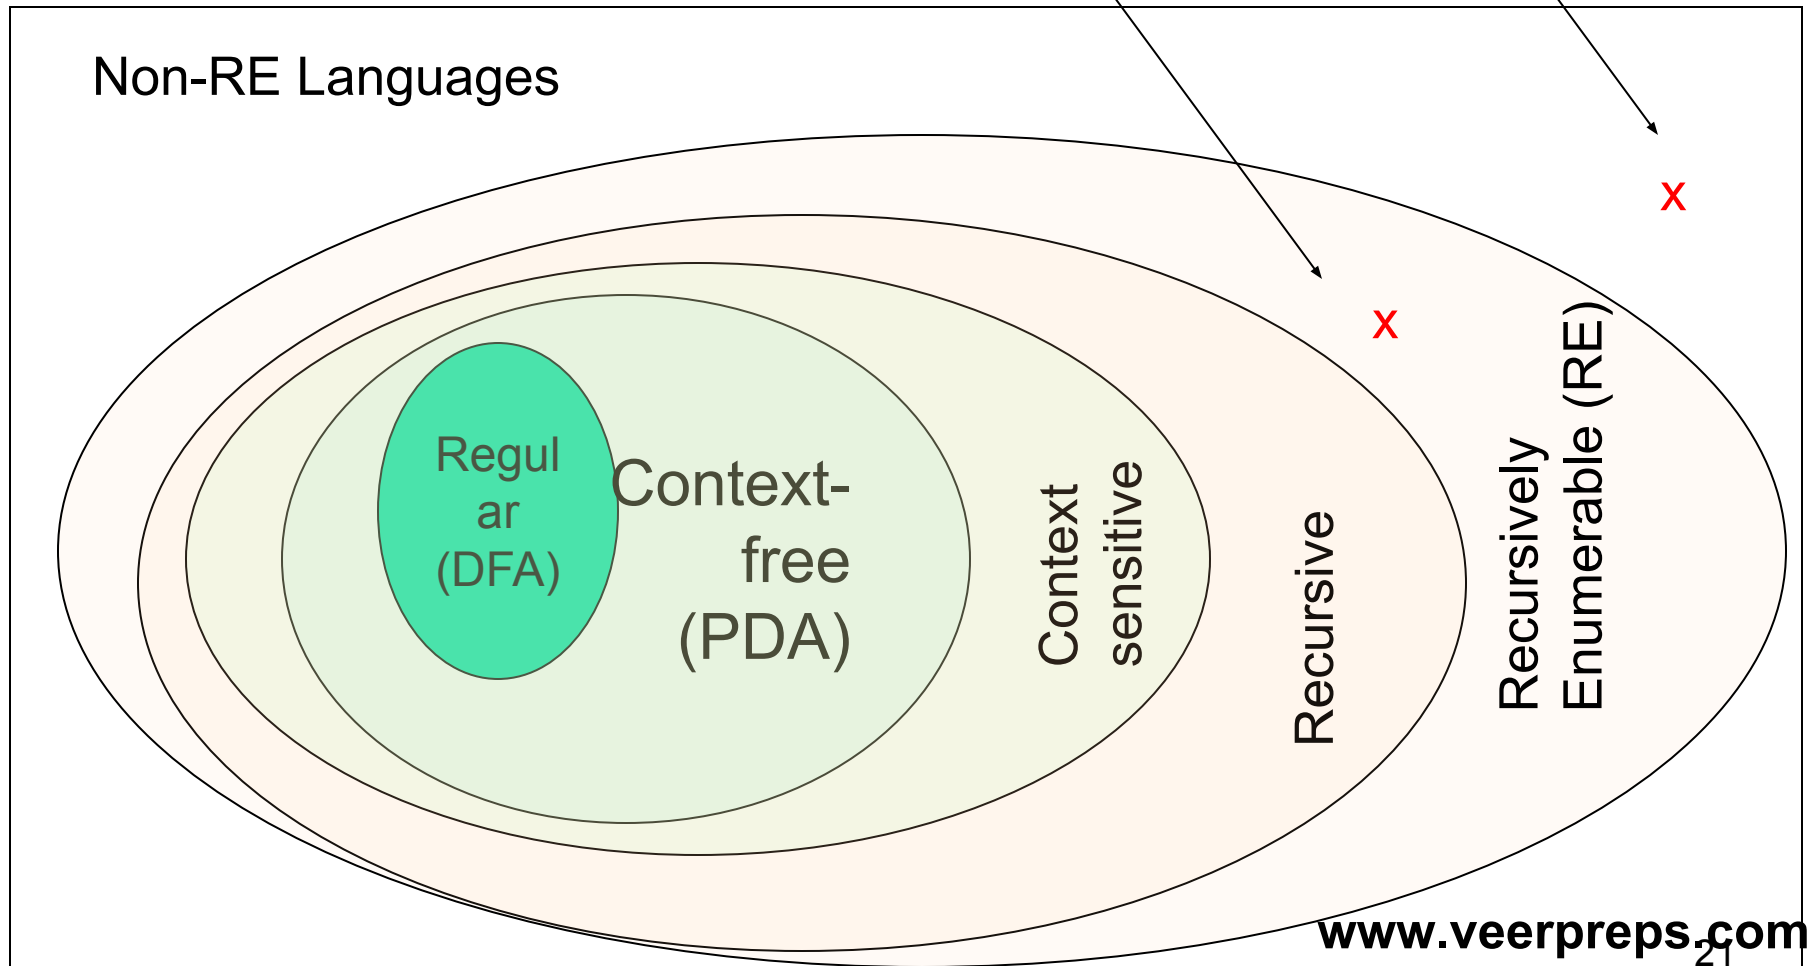 Non-RE Languages
x
x
Regul
ar
(DFA)
Context-
free
(PDA)
Context
sensitive
Recursive
Recursively
Enumerable (RE)
www.veerpreps.com
21